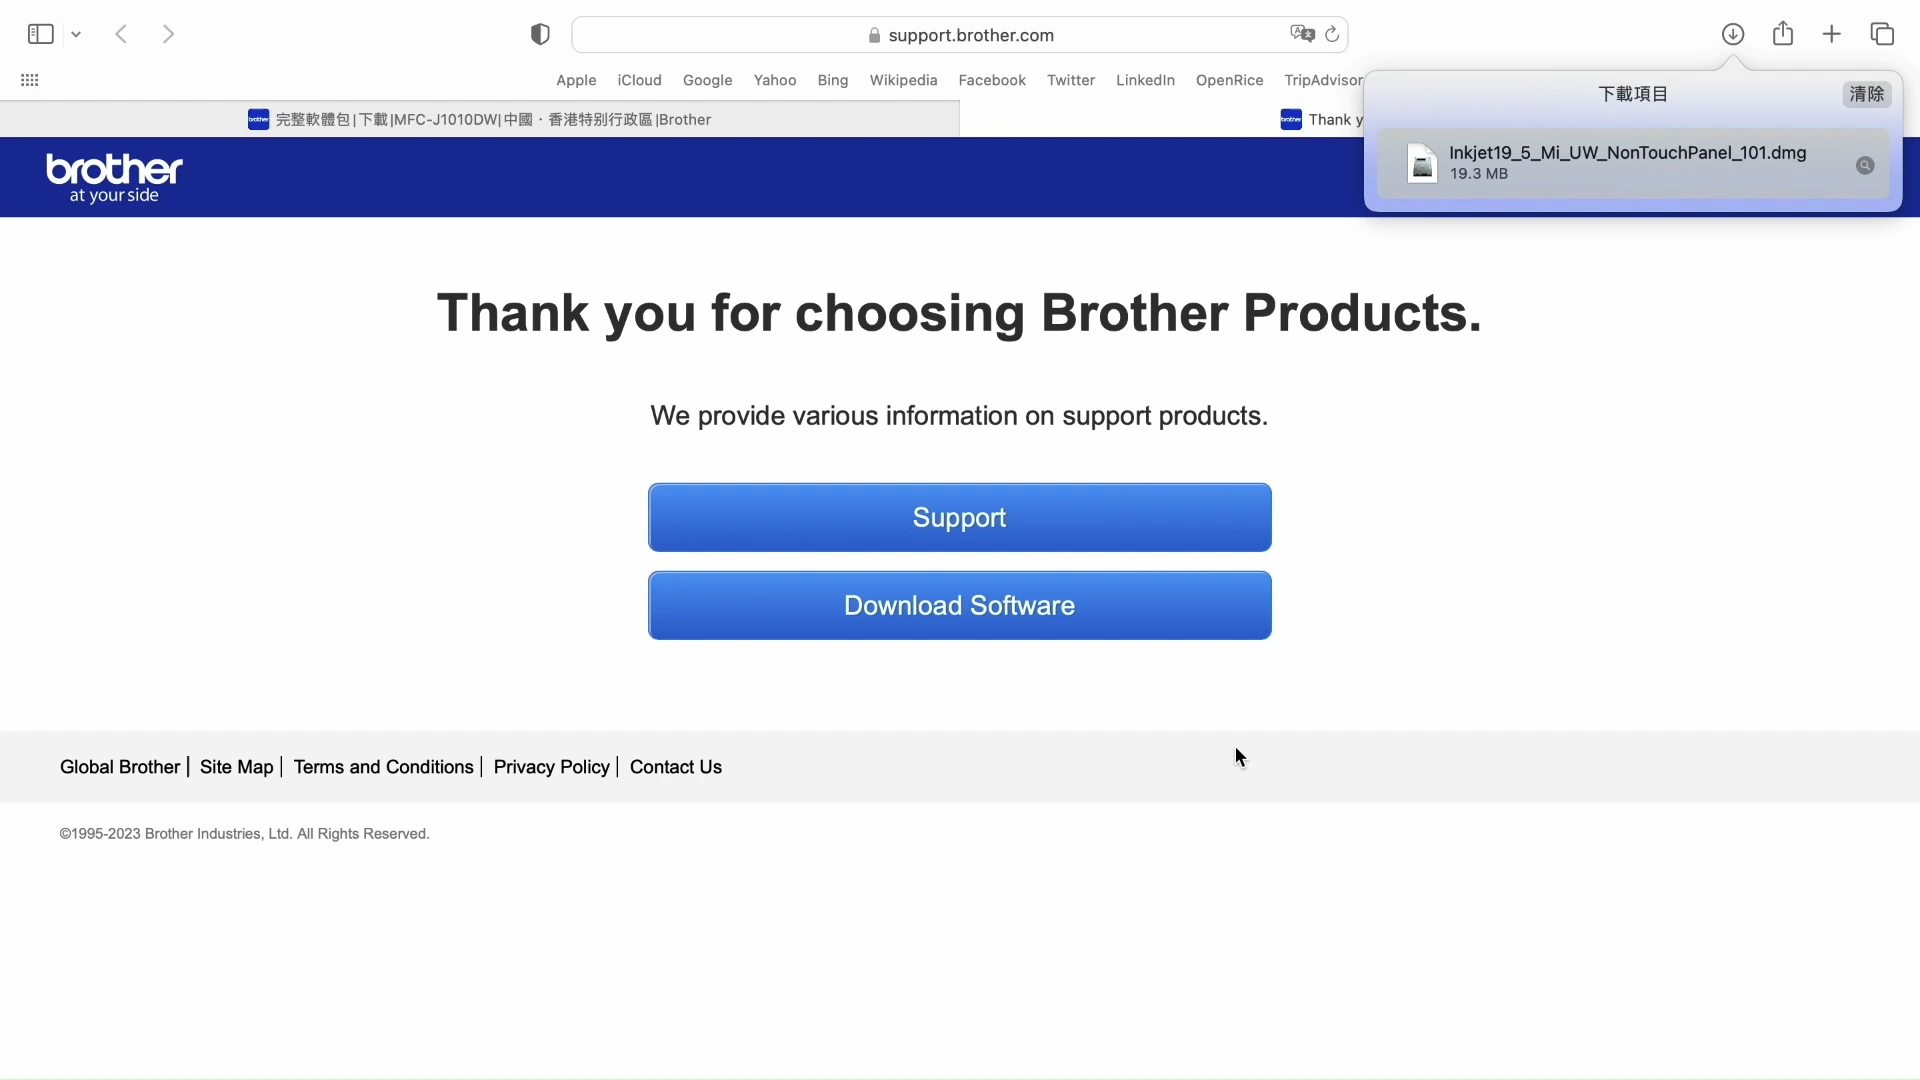 support.brother.com
Apple iCloud Google Yahoo Bing Wikipedia Facebook Twitter LinkedIn OpenRice TripAdvisor
下載項目
清除
brother 完整軟體包|下載|MFC-J1010DW|中國・香港特別行政區|Brother
brother Thank y
Inkjet19_5_Mi_UW_NonTouchPanel_101.dmg
19.3 MB
brother
at your side
Thank you for choosing Brother Products.
We provide various information on support products.
Support
Download Software
Global Brother | Site Map | Terms and Conditions | Privacy Policy | Contact Us
©1995-2023 Brother Industries, Ltd. All Rights Reserved.